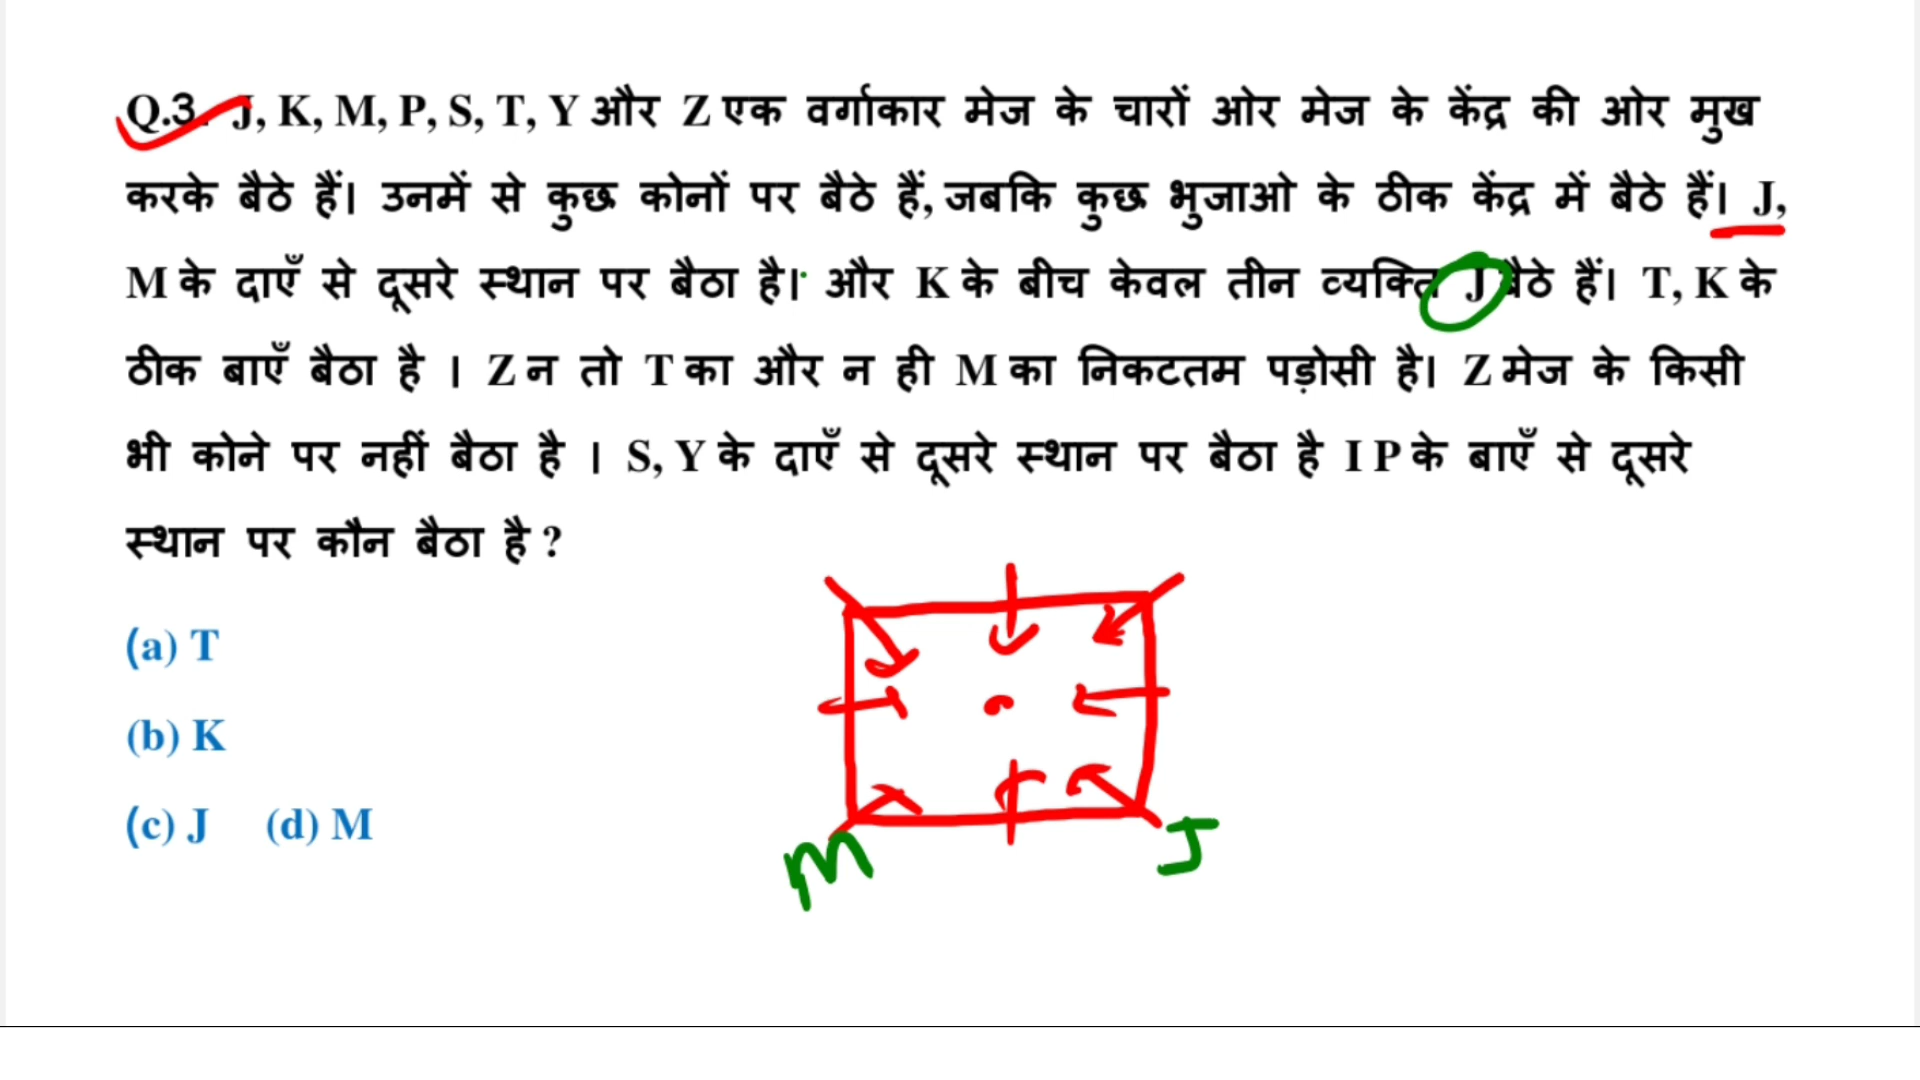 Q.3. J, K, M, P, S, T, Y और Z एक वर्गाकार मेज के चारों ओर मेज के केंद्र की ओर मुख
करके बैठे हैं। उनमें से कुछ कोनों पर बैठे हैं, जबकि कुछ भुजाओ के ठीक केंद्र में बैठे हैं। J,
M के दाएँ से दूसरे स्थान पर बैठा है। और K के बीच केवल तीन व्यक्ति J बैठे हैं। T, K के
ठीक बाएँ बैठा है । Z न तो T का और न ही M का निकटतम पड़ोसी है। Z मेज के किसी
भी कोने पर नहीं बैठा है । S, Y के दाएँ से दूसरे स्थान पर बैठा है I P के बाएँ से दूसरे
स्थान पर कौन बैठा है ?
(a) T
(b) K
(c) J (d) M
M J